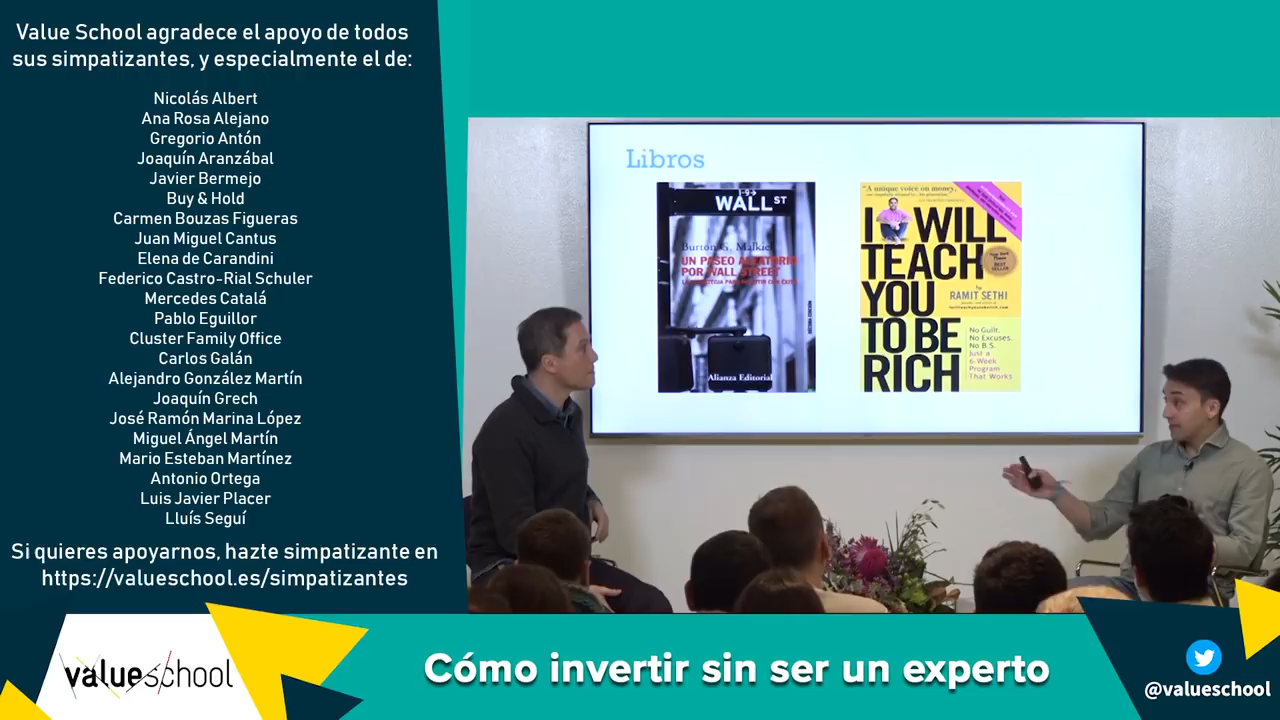 Value School agradece el apoyo de todos
sus simpatizantes, y especialmente el de:
Nicolás Albert
Ana Rosa Alejano
Gregorio Antón
Joaquín Aranzábal
Javier Bermejo
Buy & Hold
Carmen Bouzas Figueras
Juan Miguel Cantus
Elena de Carandini
Federico Castro-Rial Schuler
Mercedes Catalá
Pablo Eguillor
Cluster Family Office
Carlos Galán
Alejandro González Martín
Joaquín Grech
José Ramón Marina López
Miguel Ángel Martín
Mario Esteban Martínez
Antonio Ortega
Luis Javier Placer
Lluís Seguí
Si quieres apoyarnos, hazte simpatizante en
https://valueschool.es/simpatizantes
Libros
WALL ST
Burton G. Malkiel
UN PASEO ALEATORIO
POR WALL STREET
Alianza Editorial
"A unique voice on money,
I WILL
TEACH
YOU
TO BE
RICH
BEST
SELLER
by
RAMIT SETHI
No Guilt.
No Excuses.
No B.S.
Just a
6-Week
Program
That Works
valueschool
Cómo invertir sin ser un experto
@valueschool